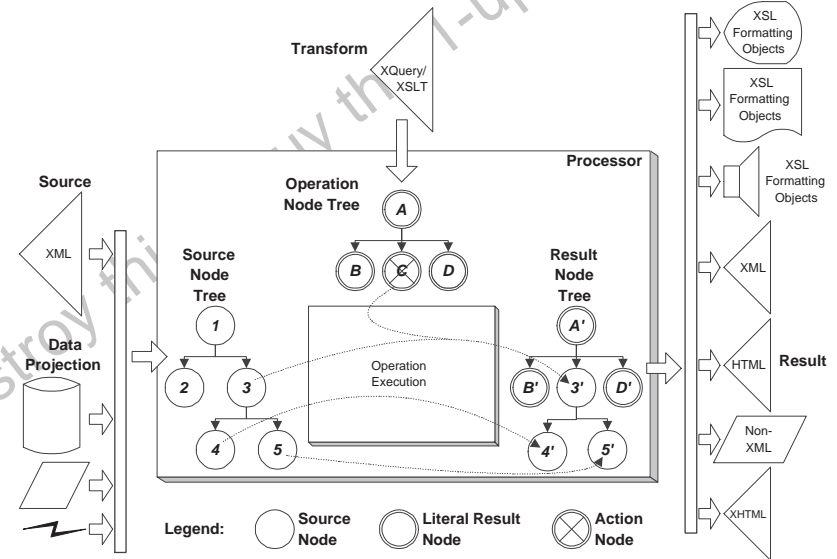 Transform
XQuery/
XSLT
Processor
Operation
Node Tree
A
B
C
D
Source
XML
Source
Node
Tree
1
2
3
4
5
Data
Projection
Operation
Execution
Result
Node
Tree
A'
B'
3'
D'
4'
5'
XSL
Formatting
Objects
XSL
Formatting
Objects
XSL
Formatting
Objects
XML
HTML
Result
Non-
XML
XHTML
Legend:
Source
Node
Literal Result
Node
Action
Node